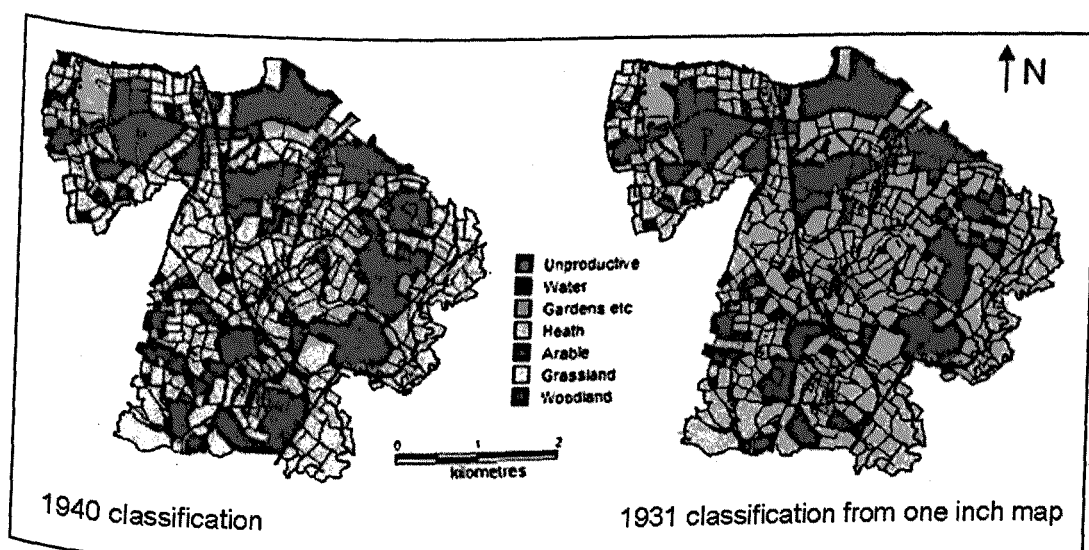 N
Unproductive
Water
Gardens etc
Heath
Arable
Grassland
Woodland
0 1 2
kilometres
1940 classification
1931 classification from one inch map